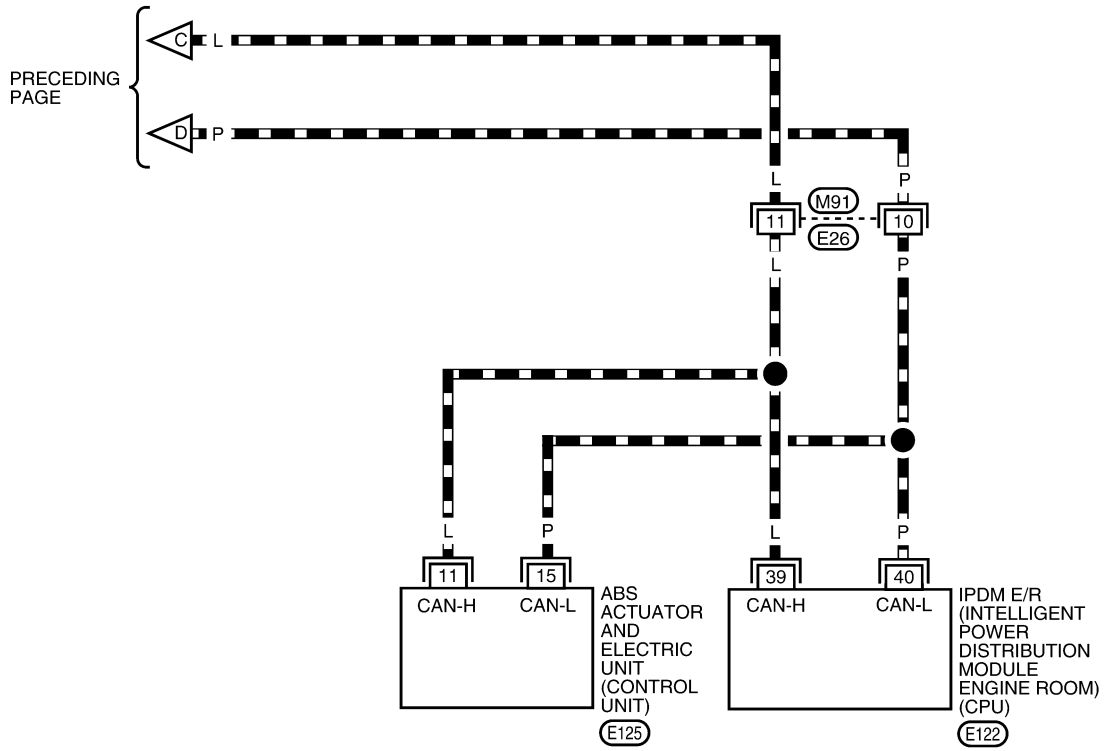 C L
PRECEDING
PAGE
D P
L P
M91
11 10
E26
L P
L P L P
11 15 39 40
CAN-H CAN-L
CAN-H CAN-L
ABS
ACTUATOR
AND
ELECTRIC
UNIT
(CONTROL
UNIT)
E125
IPDM E/R
(INTELLIGENT
POWER
DISTRIBUTION
MODULE
ENGINE ROOM)
(CPU)
E122